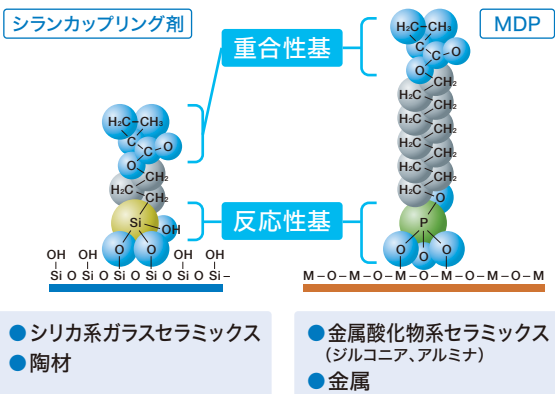 シランカップリング剤
重合性基
MDP
H₂C–CH₃
C
C
O
O
CH₂
H₂C
CH₂
Si
OH
O
O
反応性基
H₂C–CH₃
C
C
O
O
CH₂
H₂C
CH₂
H₂C
CH₂
H₂C
CH₂
H₂C
CH₂
H₂C
O
P
O
O
O
OH OH OH OH
Si O Si O Si O Si O Si O Si–
M–O–M–O–M–O–M–O–M–O–M
●シリカ系ガラスセラミックス
●陶材
●金属酸化物系セラミックス
(ジルコニア、アルミナ)
●金属